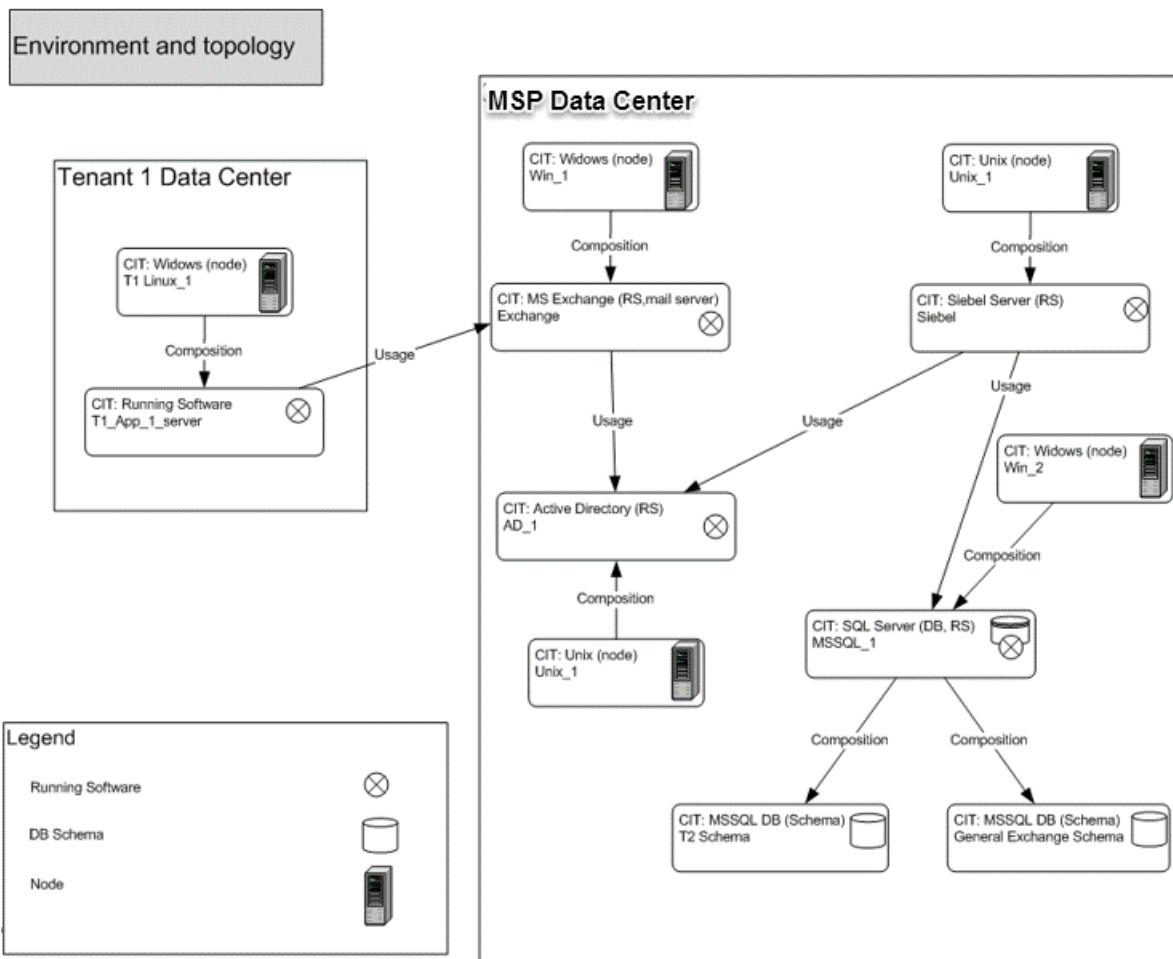 Environment and topology
MSP Data Center
Tenant 1 Data Center
CIT: Widows (node)
Win_1
CIT: Unix (node)
Unix_1
Composition
Composition
CIT: Widows (node)
T1 Linux_1
CIT: MS Exchange (RS,mail server)
Exchange
CIT: Siebel Server (RS)
Siebel
Composition
Usage
CIT: Running Software
T1_App_1_server
Usage
Usage
Usage
CIT: Widows (node)
Win_2
CIT: Active Directory (RS)
AD_1
Composition
Composition
CIT: SQL Server (DB, RS)
MSSQL_1
CIT: Unix (node)
Unix_1
Composition
Composition
CIT: MSSQL DB (Schema)
T2 Schema
CIT: MSSQL DB (Schema)
General Exchange Schema
Legend
Running Software
DB Schema
Node